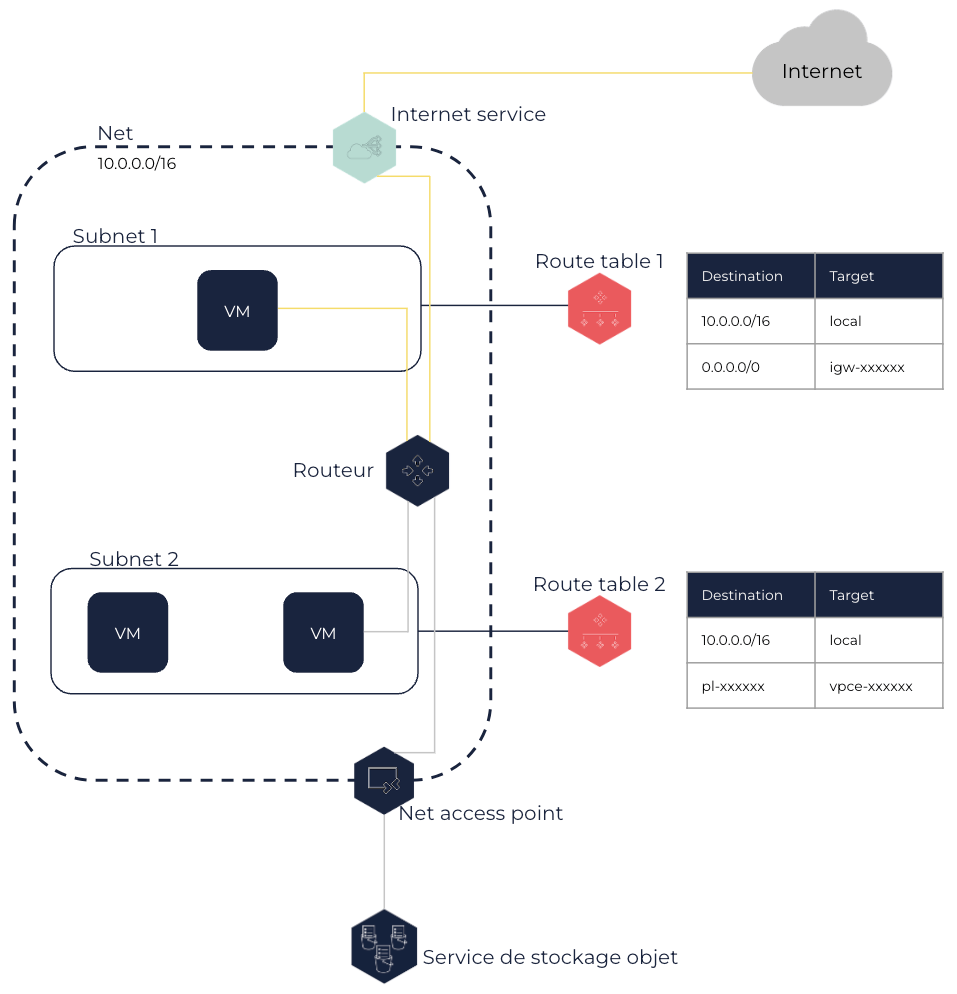 Internet
Internet service
Net
10.0.0.0/16
Subnet 1
VM
Route table 1
Destination Target
10.0.0.0/16 local
0.0.0.0/0 igw-xxxxxx
Routeur
Subnet 2
VM VM
Route table 2
Destination Target
10.0.0.0/16 local
pl-xxxxxx vpce-xxxxxx
Net access point
Service de stockage objet